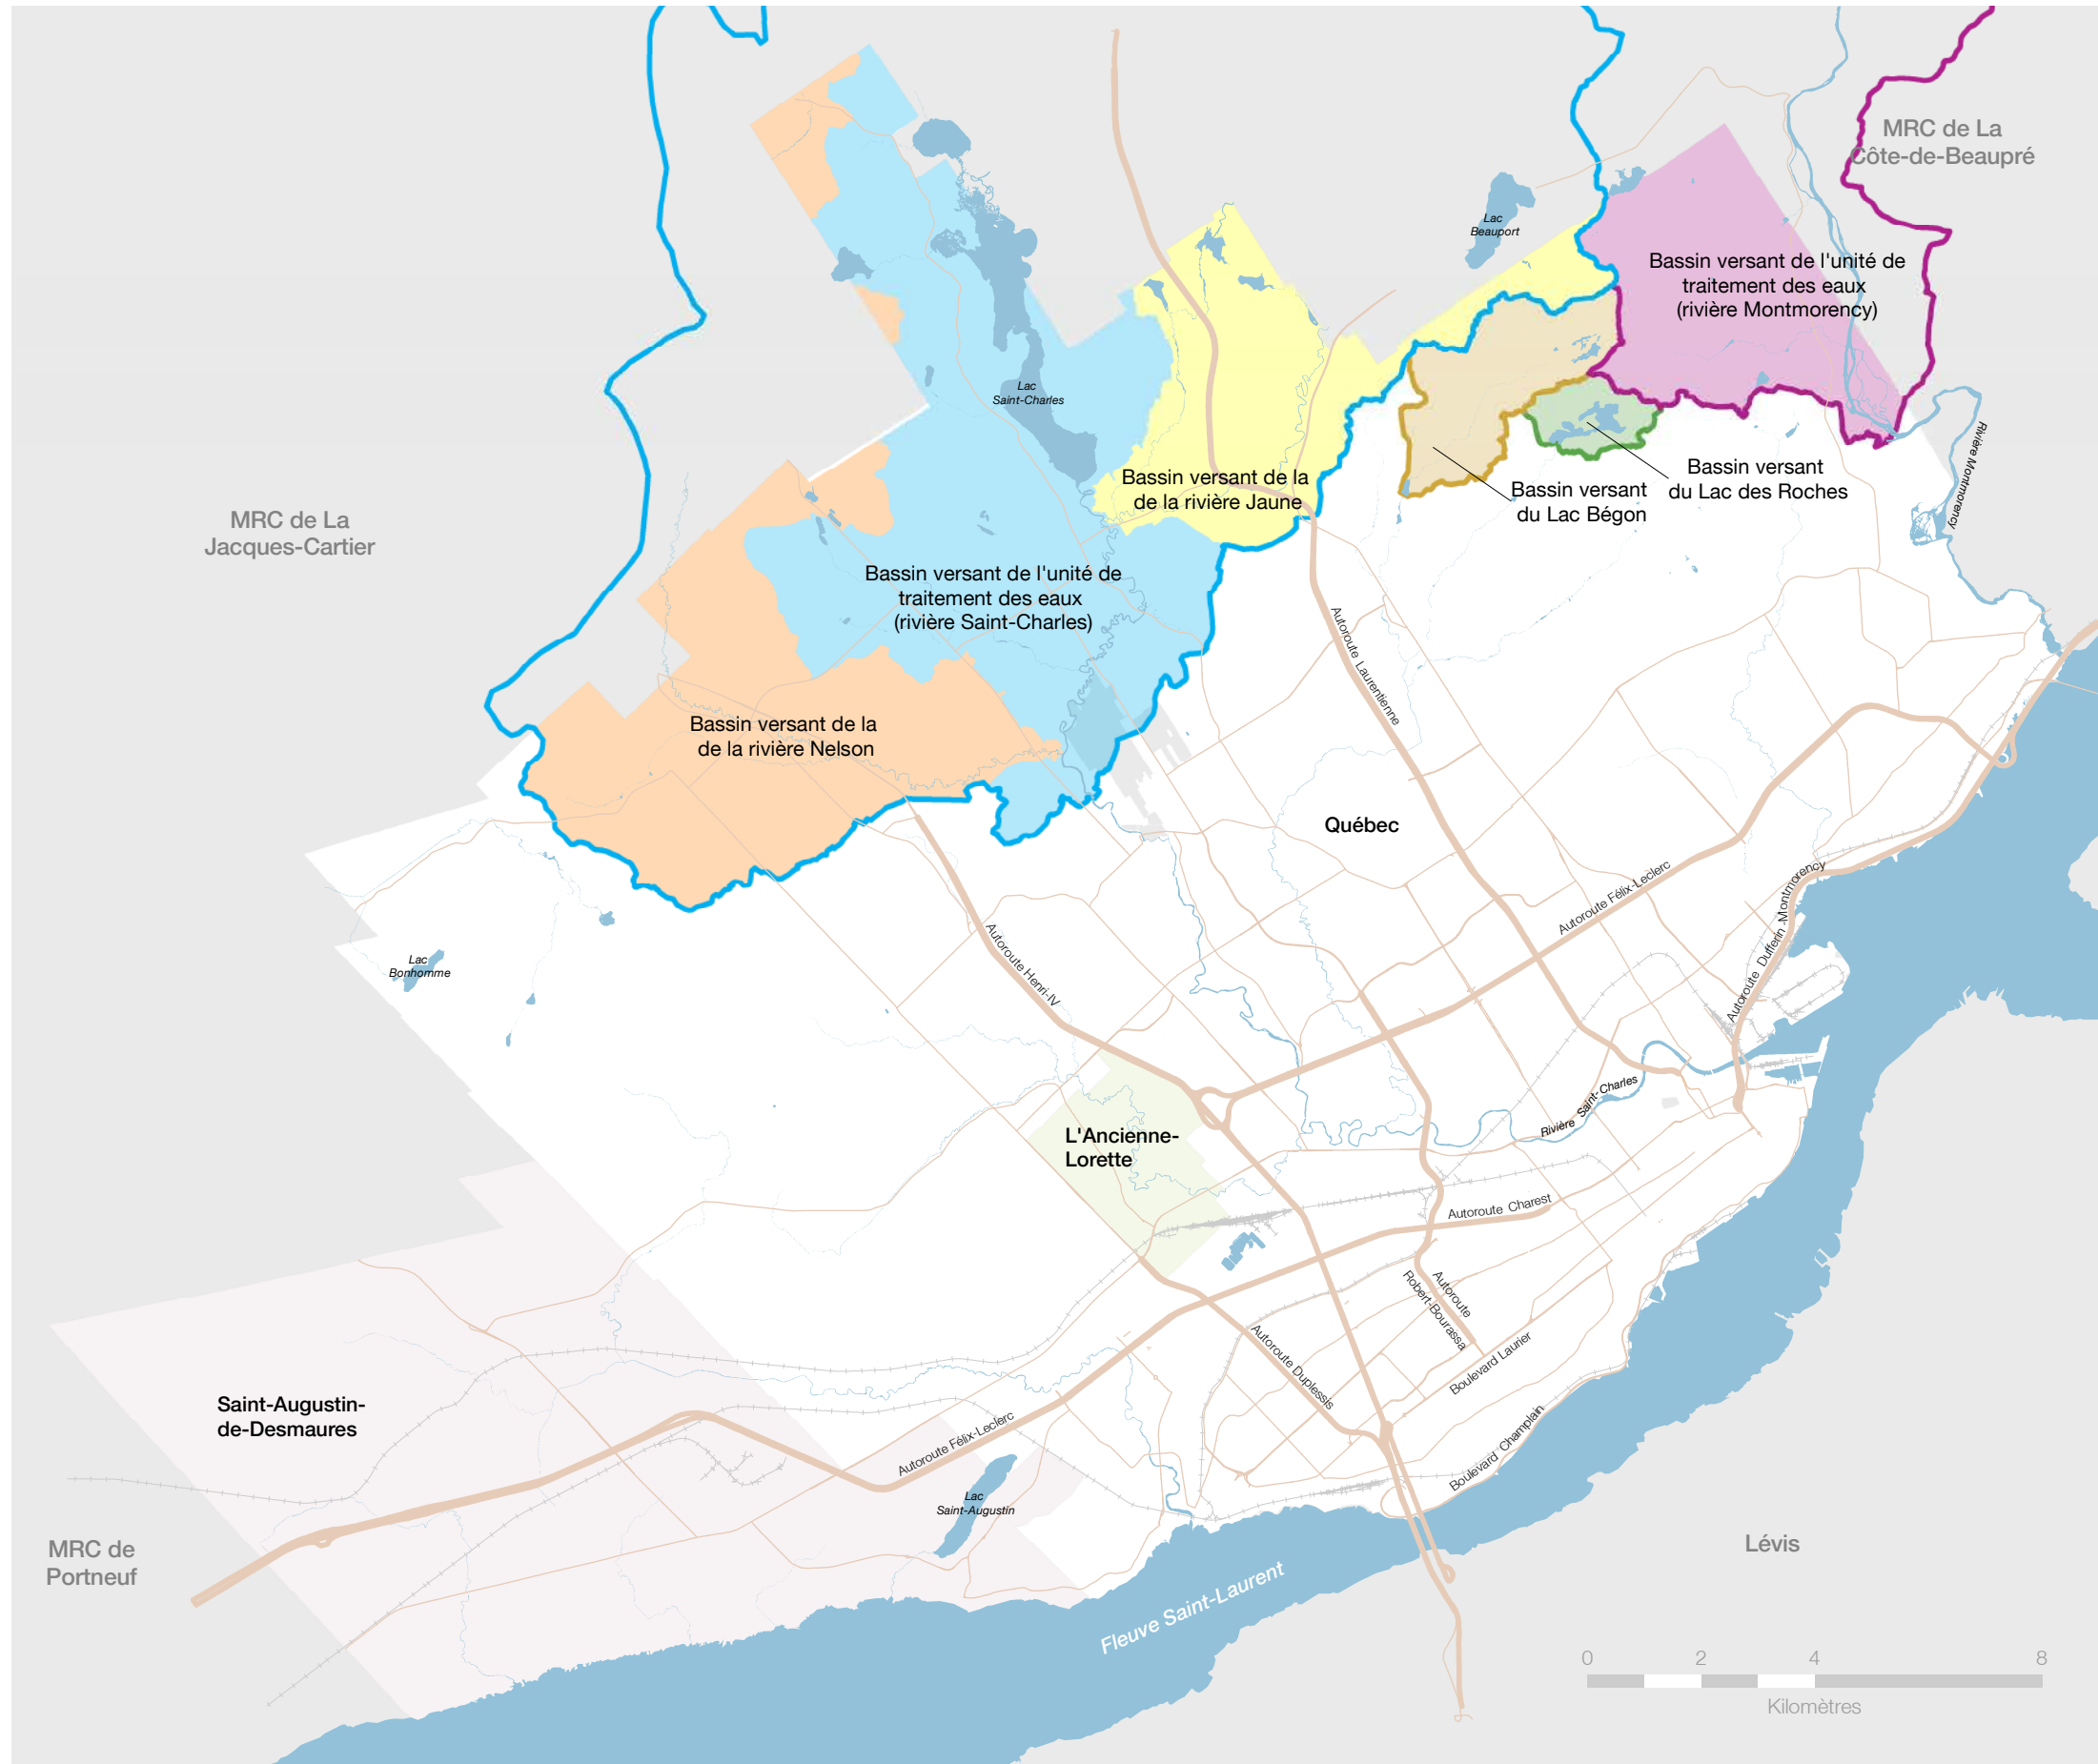 MRC de La
Côte-de-Beaupré
Lac
Beauport
Bassin versant de l'unité de
traitement des eaux
(rivière Montmorency)
Lac
Saint-Charles
Bassin versant de la
de la rivière Jaune
Bassin versant
du Lac des Roches
Bassin versant
du Lac Bégon
Rivière Montmorency
MRC de La
Jacques-Cartier
Bassin versant de l'unité de
traitement des eaux
(rivière Saint-Charles)
Autoroute Laurentienne
Bassin versant de la
de la rivière Nelson
Québec
Autoroute Félix-Leclerc
Autoroute Dufferin-Montmorency
Lac
Bonhomme
Autoroute Henri-IV
Rivière Saint-Charles
L'Ancienne-
Lorette
Autoroute Charest
Autoroute
Robert-Bourassa
Autoroute Duplessis
Boulevard Laurier
Saint-Augustin-
de-Desmaures
Autoroute Félix-Leclerc
Boulevard Champlain
Lac
Saint-Augustin
MRC de
Portneuf
Lévis
Fleuve Saint-Laurent
0 2 4 8
Kilomètres